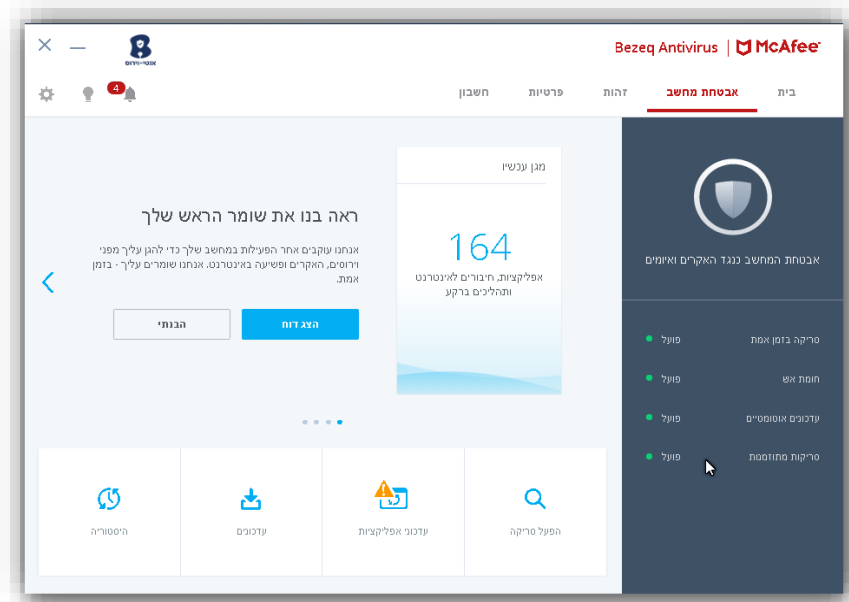 Bezeq Antivirus | McAfee
אנטי-וירוס
בית
אבטחת מחשב
זהות
פרטיות
חשבון
4
אבטחת המחשב כנגד האקרים ואיומים
סריקה בזמן אמת פועל
חומת אש פועל
עדכונים אוטומטיים פועל
סריקות מתוזמנות פועל
מגן עכשיו
164
אפליקציות, חיבורים לאינטרנט
ותהליכים ברקע
ראה בנו את שומר הראש שלך
אנחנו עוקבים אחר הפעילות במחשב שלך כדי להגן עליך מפני
וירוסים, האקרים ופשיעה באינטרנט. אנחנו שומרים עליך - בזמן
אמת.
הצג דוח
הבנתי
הפעל סריקה
עדכוני אפליקציות
עדכונים
היסטוריה